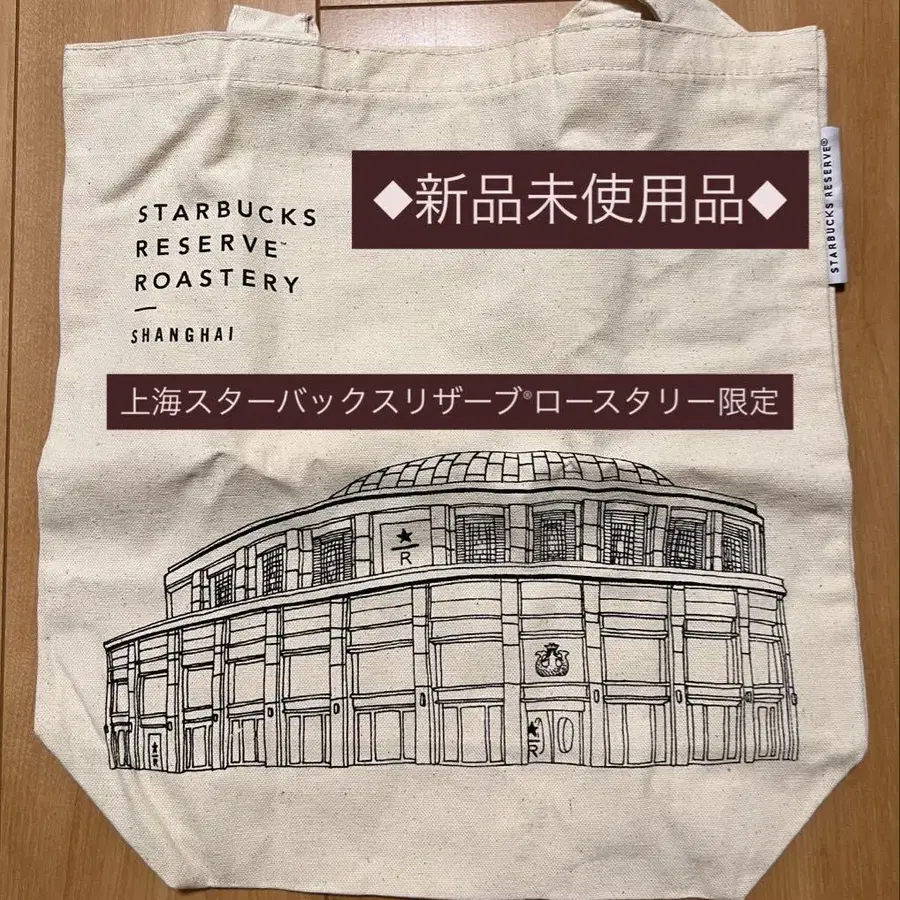 ◆新品未使用品◆
STARBUCKS
RESERVE™
ROASTERY
SHANGHAI
STARBUCKS RESERVE®
上海スターバックスリザーブ®ロースタリー限定
R
R
R